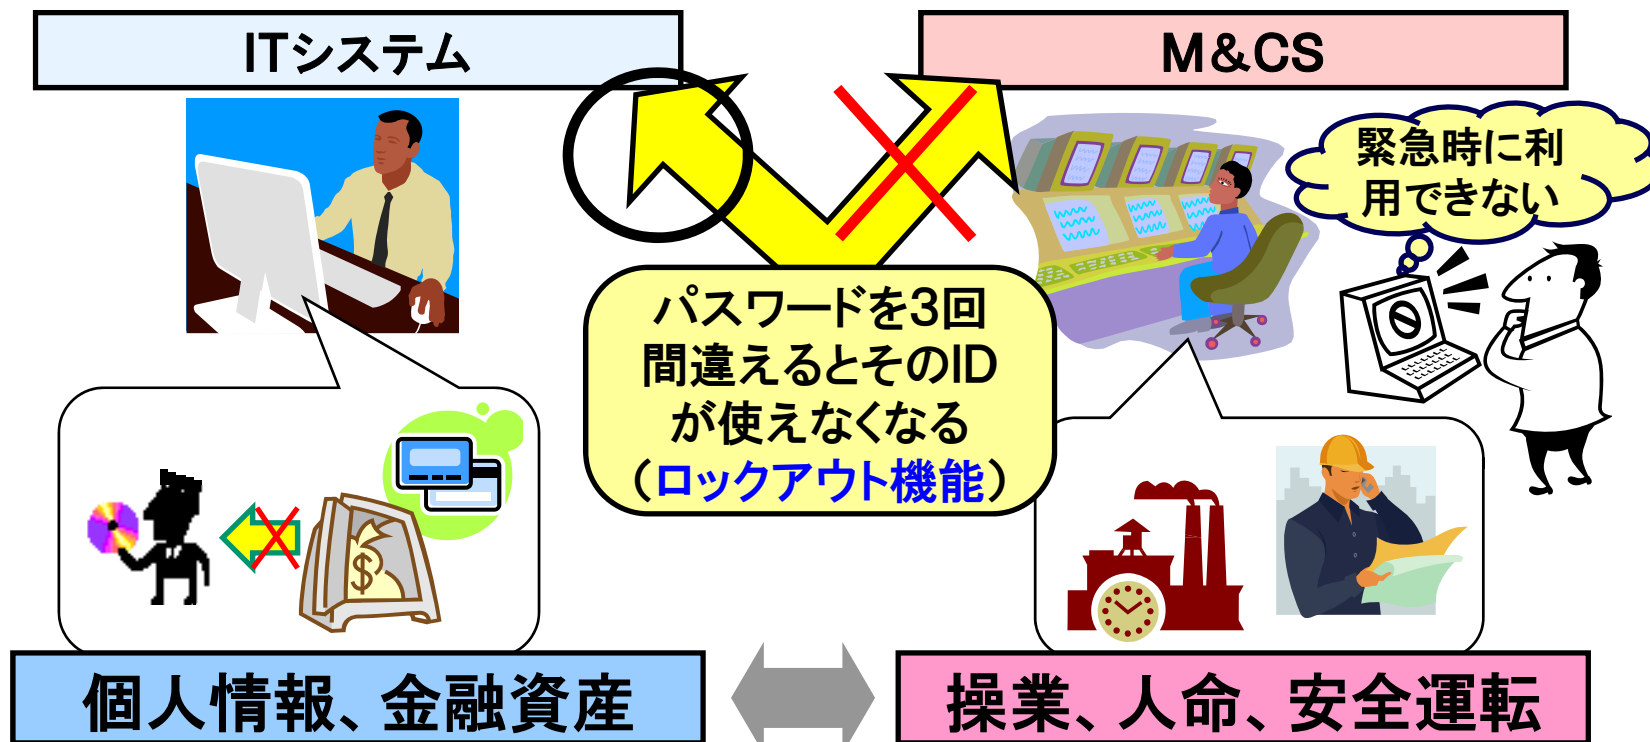 ITシステム
M&CS
緊急時に利
用できない
パスワードを3回
間違えるとそのID
が使えなくなる
（ロックアウト機能）
$
個人情報、金融資産
操業、人命、安全運転